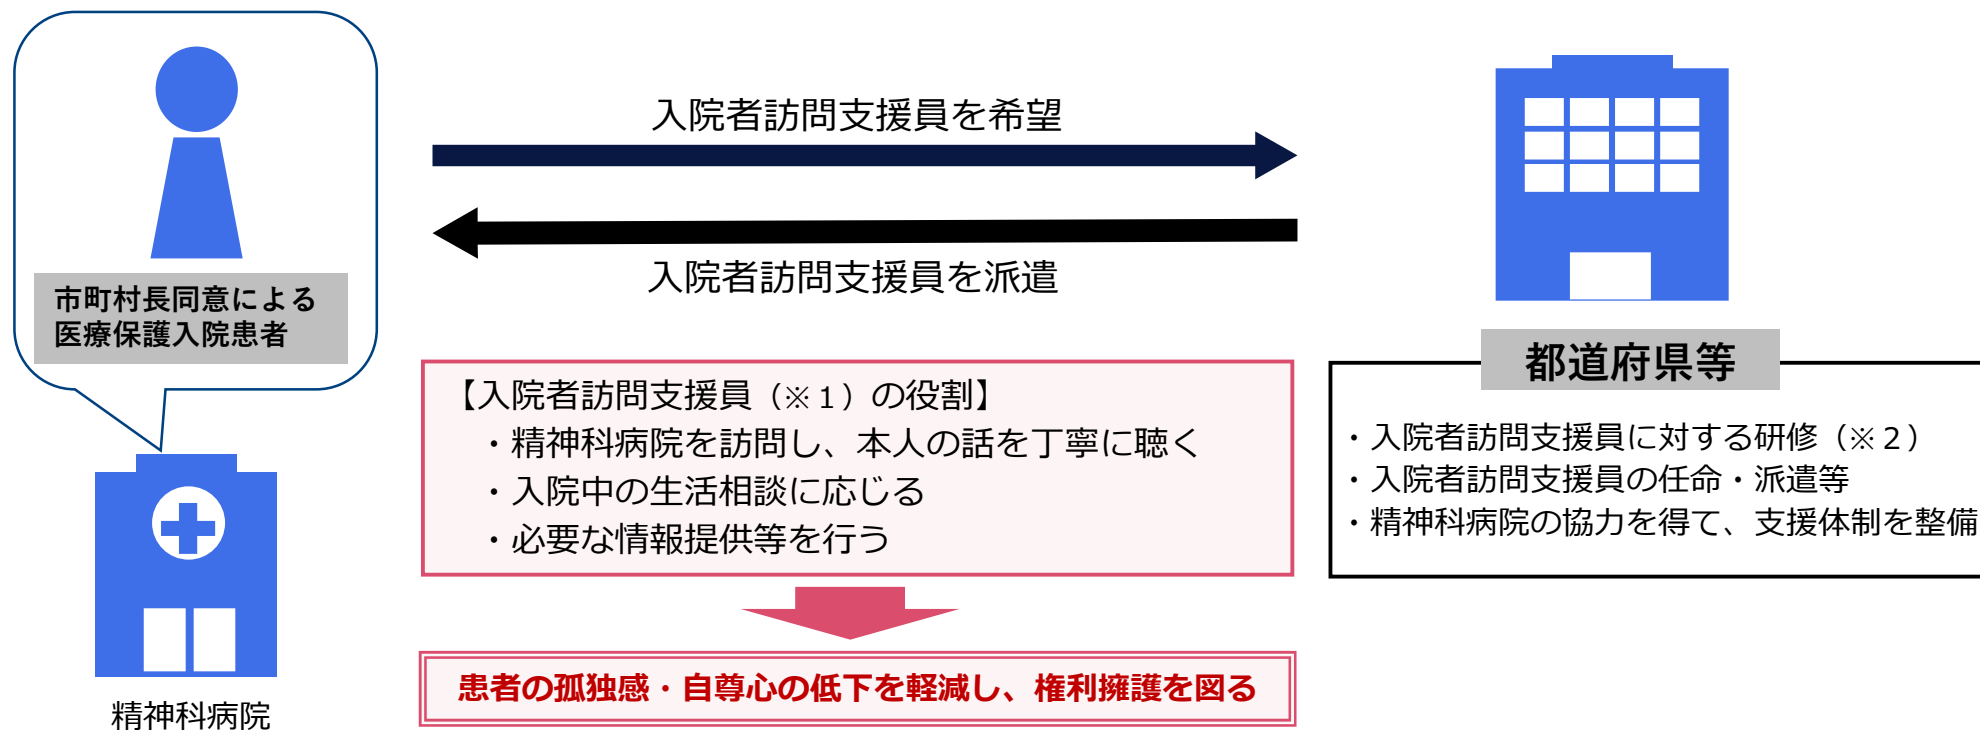 入院者訪問支援員を希望
入院者訪問支援員を派遣
市町村長同意による
医療保護入院患者
精神科病院
【入院者訪問支援員（※１）の役割】
・精神科病院を訪問し、本人の話を丁寧に聴く
・入院中の生活相談に応じる
・必要な情報提供等を行う
患者の孤独感・自尊心の低下を軽減し、権利擁護を図る
都道府県等
・入院者訪問支援員に対する研修（※２）
・入院者訪問支援員の任命・派遣等
・精神科病院の協力を得て、支援体制を整備